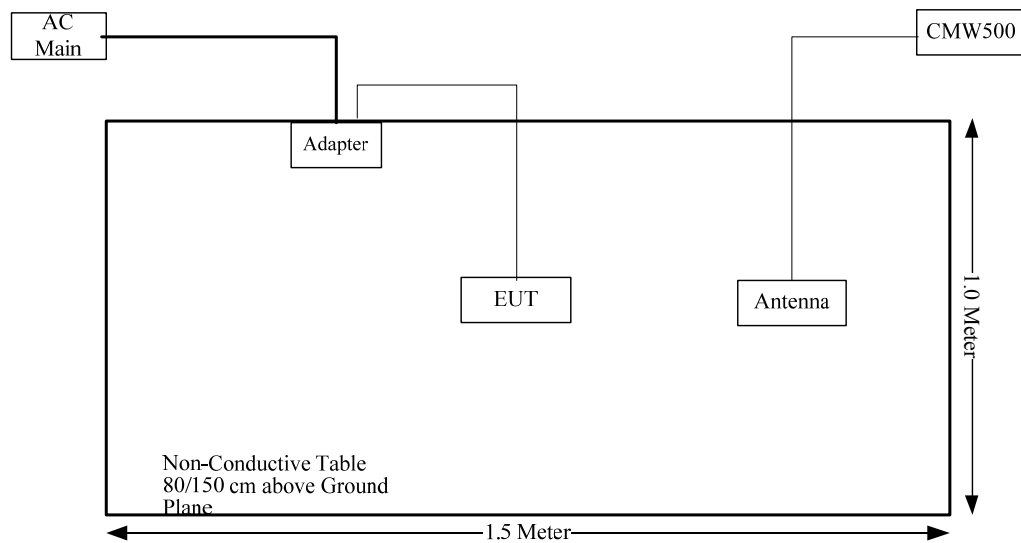 AC
Main
CMW500
Adapter
EUT
Antenna
1.0 Meter
Non-Conductive Table
80/150 cm above Ground
Plane
1.5 Meter